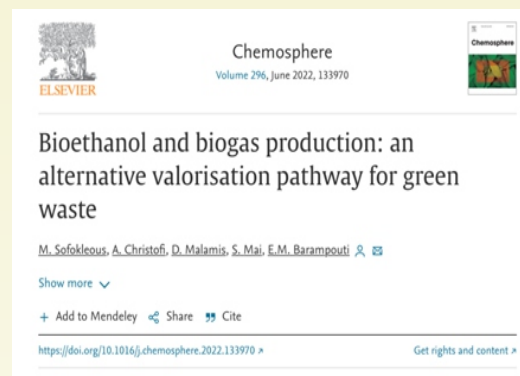 Chemosphere
Volume 296, June 2022, 133970
Chemosphere
ELSEVIER
Bioethanol and biogas production: an
alternative valorisation pathway for green
waste
M. Sofokleous, A. Christofi, D. Malamis, S. Mai, E.M. Barampouti
Show more
+ Add to Mendeley Share Cite
https://doi.org/10.1016/j.chemosphere.2022.133970 Get rights and content